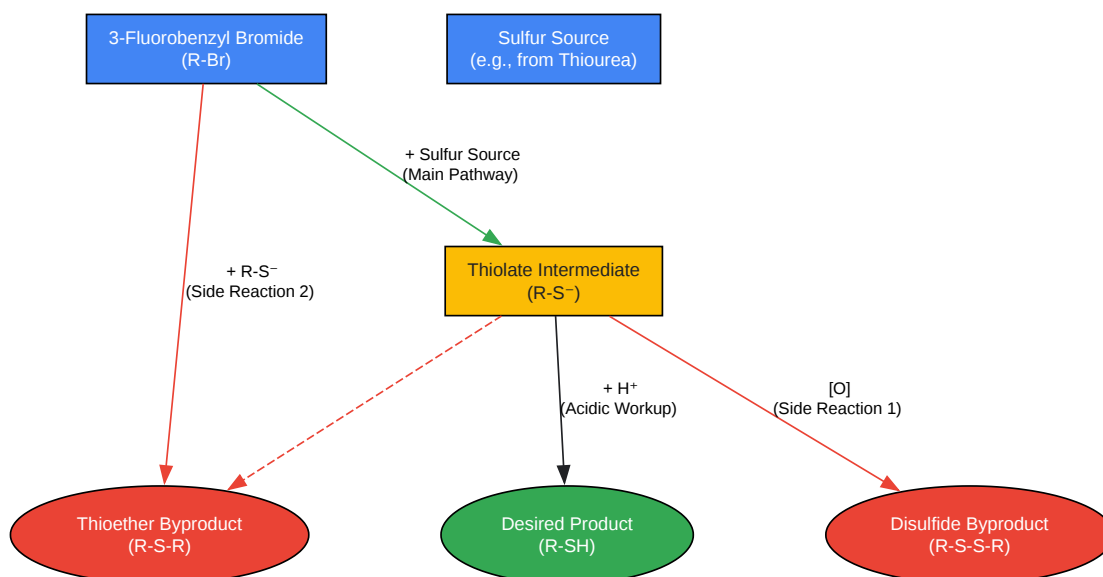 3-Fluorobenzyl Bromide
(R-Br)
Sulfur Source
(e.g., from Thiourea)
+ Sulfur Source
(Main Pathway)
+ R-S⁻
(Side Reaction 2)
Thiolate Intermediate
(R-S⁻)
+ H⁺
(Acidic Workup)
[O]
(Side Reaction 1)
Thioether Byproduct
(R-S-R)
Desired Product
(R-SH)
Disulfide Byproduct
(R-S-S-R)